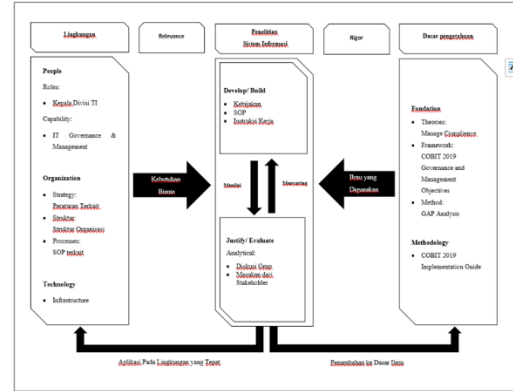 Lingkungan
Relevance
Penelitian
Sistem Informasi
Rigor
Dasar pengetahuan
People
Roles:
• Kepala Divisi TI
Capability:
• IT Governance &
Management
Organization
• Strategy:
Peraturan Terkait
• Struktur:
Struktur Organisasi
• Processes:
SOP terkait
Technology
• Infrastructure
Kebutuhan
Bisnis
Develop/ Build
• Kebijakan
• SOP
• Instruksi Kerja
Menilai
Justify/ Evaluate
Analytical:
• Diskusi Grup
• Masukan dari
Stakeholder
Ilmu yang
Digunakan
Fondation
• Theories:
Manage Complience
• Framework:
COBIT 2019
Governance and
Management
Objectives
• Method:
GAP Analysis
Methodology
• COBIT 2019
Implementation Guide
Aplikasi Pada Lingkungan yang Tepat
Penambahan ke Dasar Ilmu